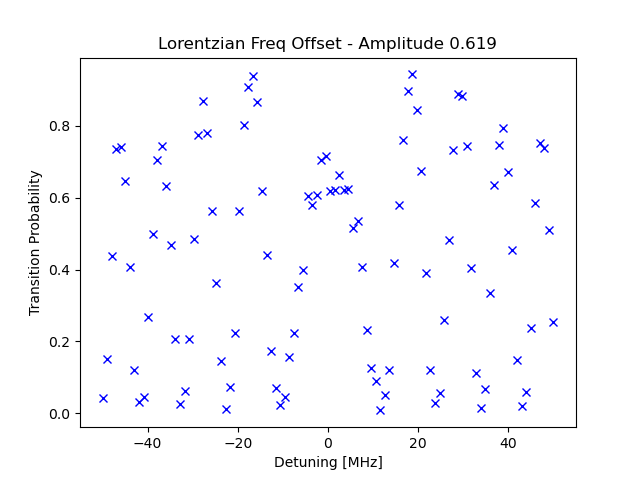 Lorentzian Freq Offset - Amplitude 0.619
Transition Probability
0.8
0.6
0.4
0.2
0.0
−40 −20 0 20 40
Detuning [MHz]